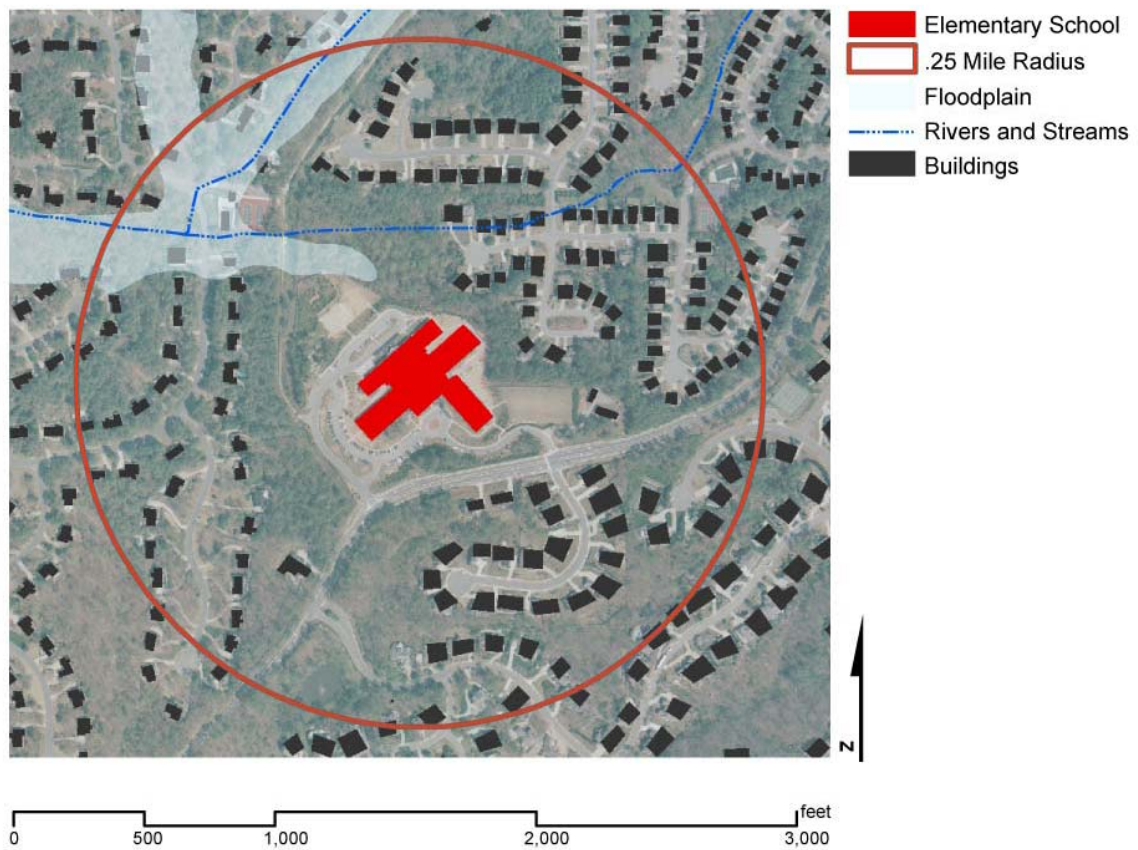 Elementary School
.25 Mile Radius
Floodplain
Rivers and Streams
Buildings
N
feet
0 500 1,000 2,000 3,000